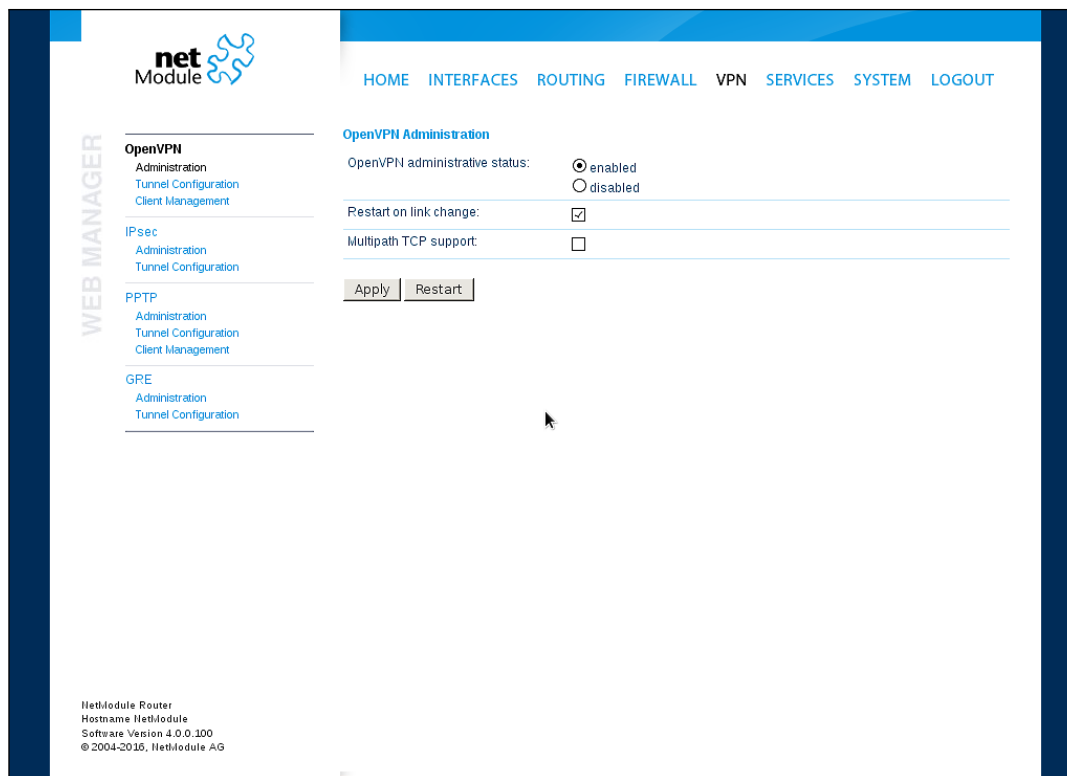 net
Module
HOME INTERFACES ROUTING FIREWALL VPN SERVICES SYSTEM LOGOUT
WEB MANAGER
OpenVPN
Administration
Tunnel Configuration
Client Management
IPsec
Administration
Tunnel Configuration
PPTP
Administration
Tunnel Configuration
Client Management
GRE
Administration
Tunnel Configuration
OpenVPN Administration
OpenVPN administrative status:
enabled
disabled
Restart on link change:
Multipath TCP support:
Apply Restart
NetModule Router
Hostname NetModule
Software Version 4.0.0.100
© 2004-2016, NetModule AG